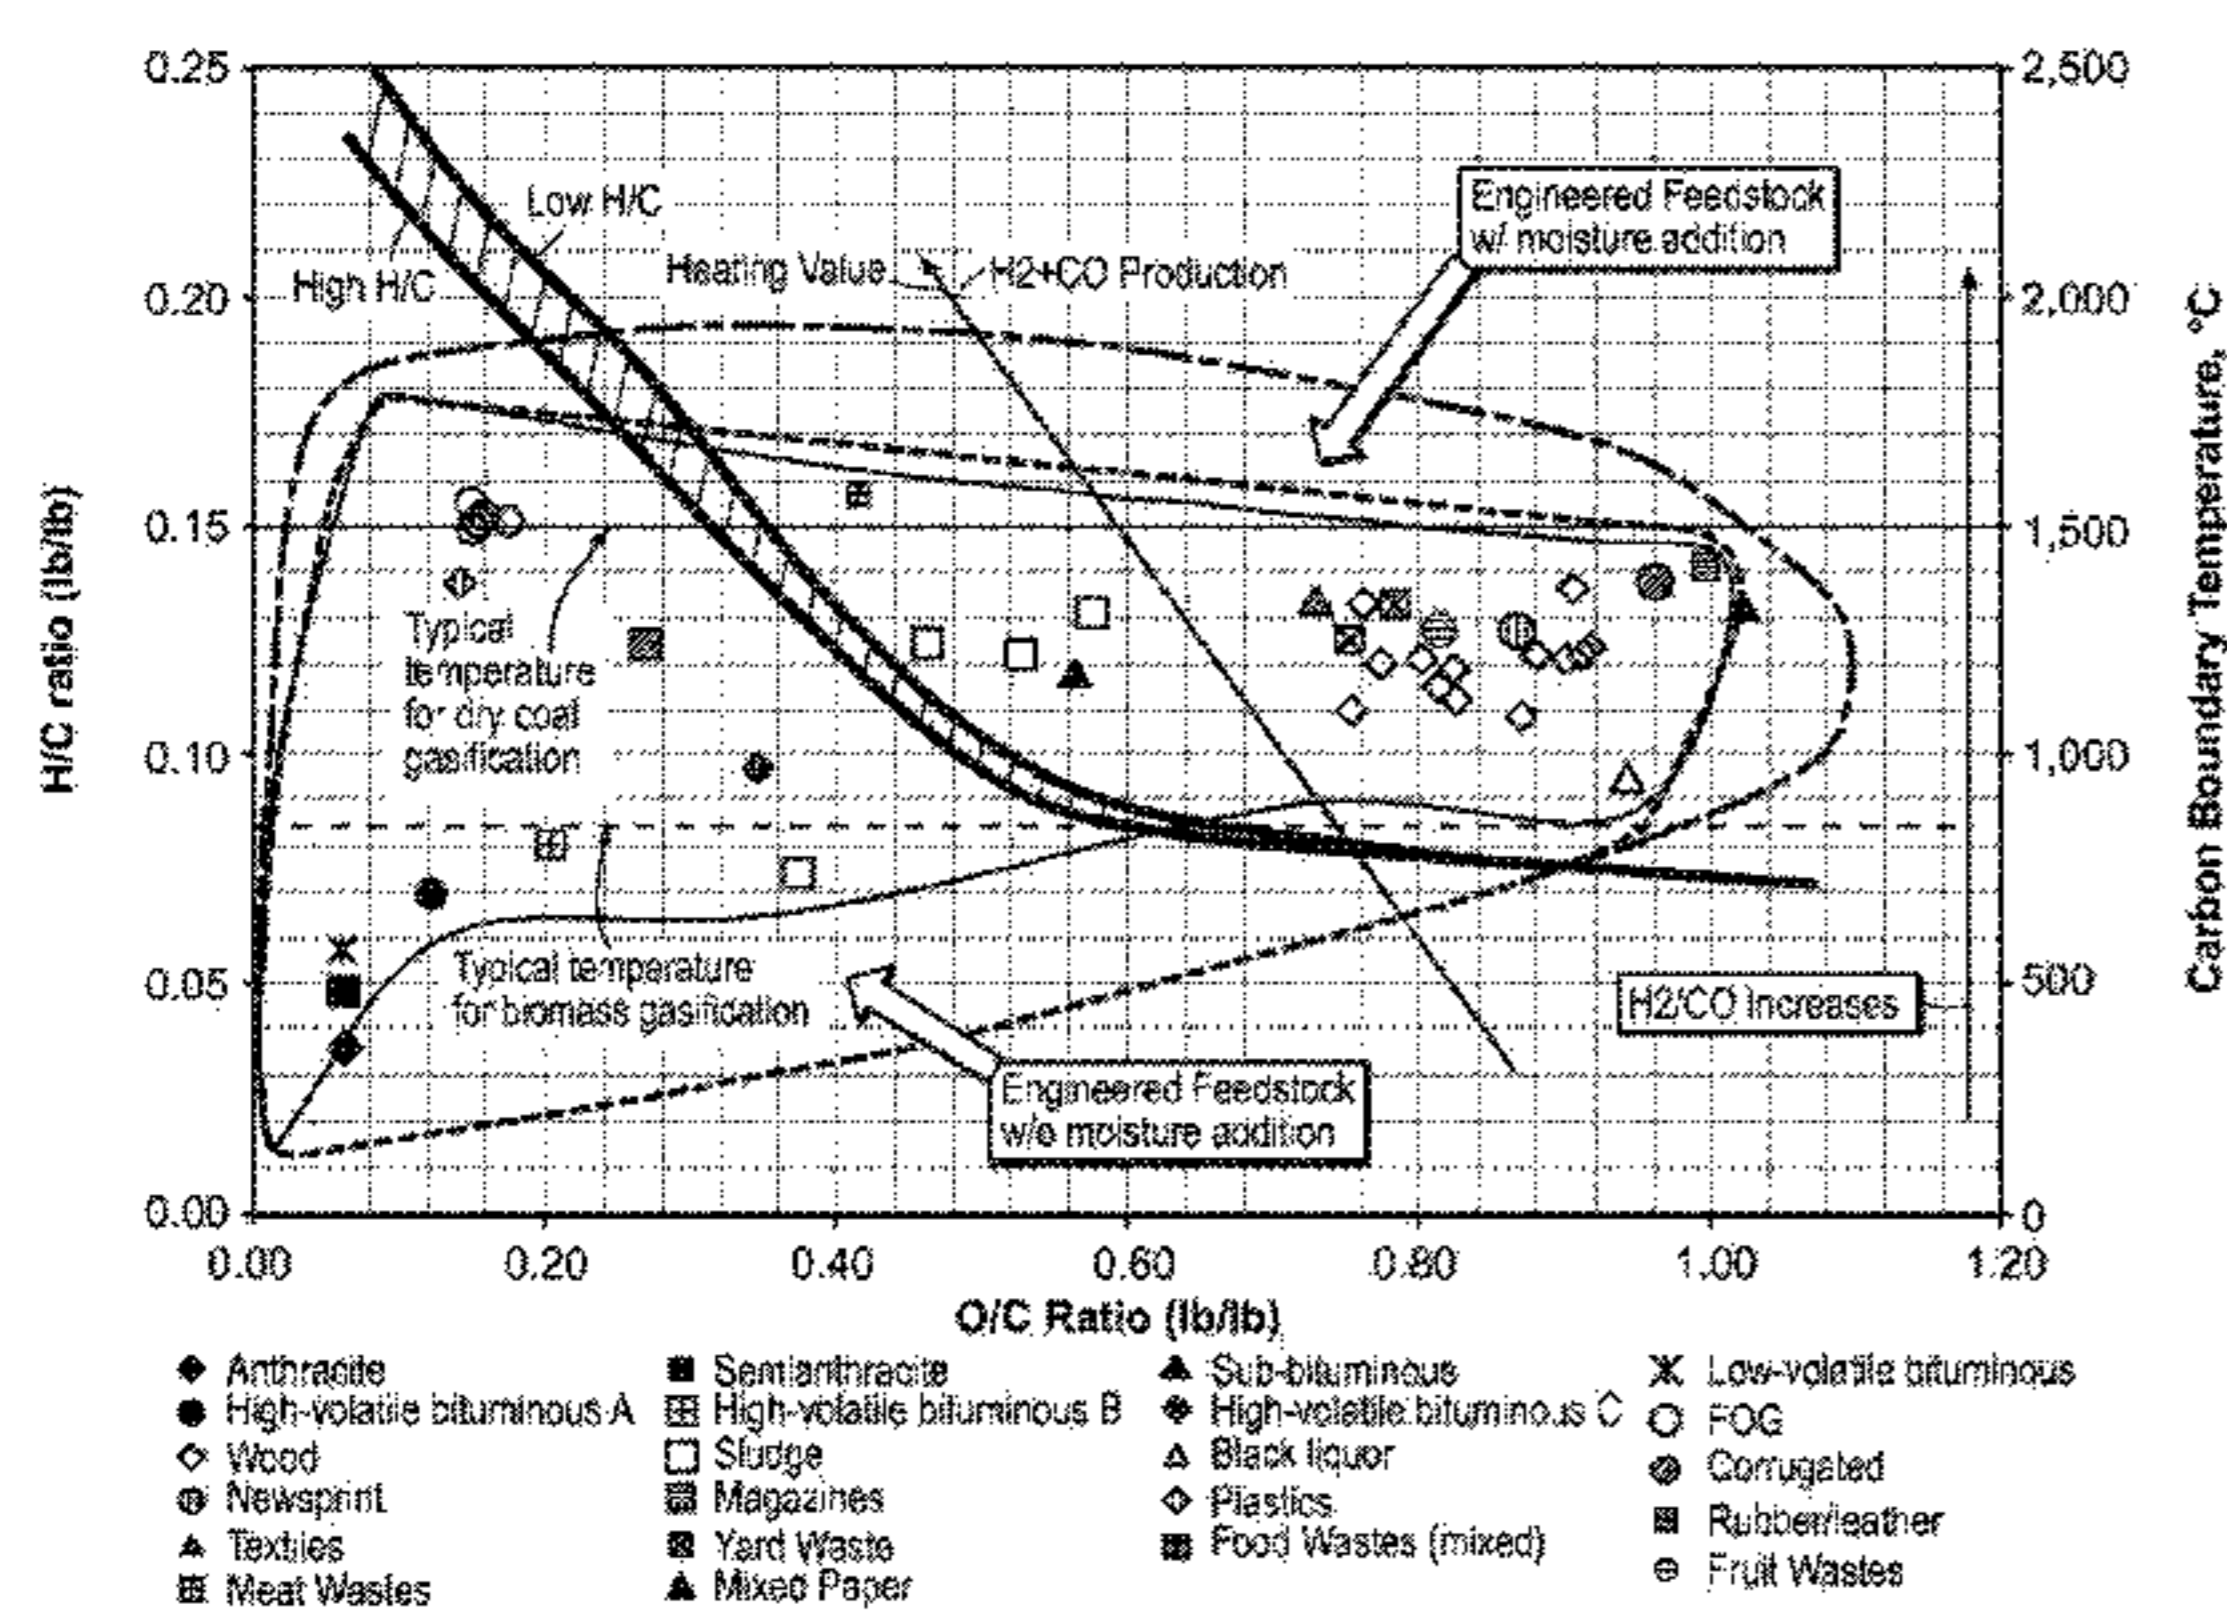 0.25
0.20
0.15
0.10
0.05
0.00
H/C ratio (lb/lb)
2,500
2,000
1,500
1,000
500
0
Carbon Boundary Temperature, °C
Low H/C
High H/C
Heating Value
H2+CO Production
Engineered Feedstock
w/ moisture addition
Typical
temperature
for dry coal
gasification
Typical temperature
for biomass gasification
Engineered Feedstock
w/o moisture addition
H2/CO Increases
0.00 0.20 0.40 0.60 0.80 1.00 1.20
O/C Ratio (lb/lb)
Anthracite
High-volatile bituminous A
Wood
Newsprint
Textiles
Meat Wastes
Semianthracite
High-volatile bituminous B
Sludge
Magazines
Yard Waste
Mixed Paper
Sub-bituminous
High-volatile bituminous C
Black liquor
Plastics
Food Wastes (mixed)
Low-volatile bituminous
FOG
Corrugated
Rubber/leather
Fruit Wastes